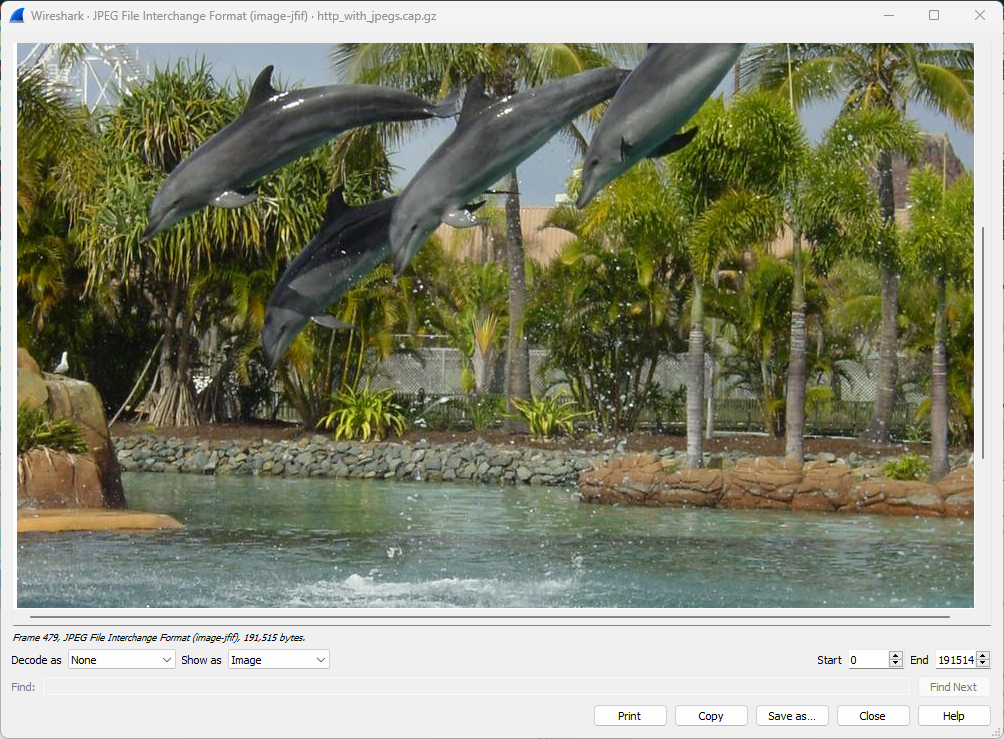 Wireshark · JPEG File Interchange Format (image-jfif) · http_with_jpegs.cap.gz
Frame 479, JPEG File Interchange Format (image-jfif), 191,515 bytes.
Decode as None Show as Image Start 0 End 191514
Find: Find Next
Print Copy Save as... Close Help